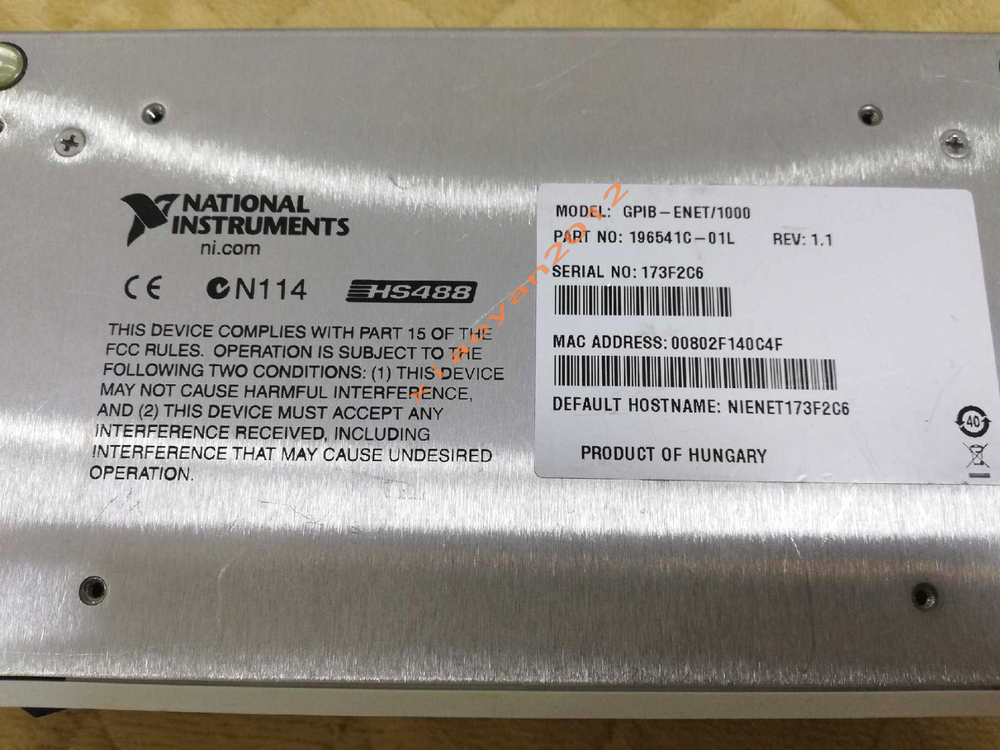 NATIONAL
INSTRUMENTS
ni.com
CE N114 HS488
THIS DEVICE COMPLIES WITH PART 15 OF THE
FCC RULES. OPERATION IS SUBJECT TO THE
FOLLOWING TWO CONDITIONS: (1) THIS DEVICE
MAY NOT CAUSE HARMFUL INTERFERENCE,
AND (2) THIS DEVICE MUST ACCEPT ANY
INTERFERENCE RECEIVED, INCLUDING
INTERFERENCE THAT MAY CAUSE UNDESIRED
OPERATION.
MODEL: GPIB-ENET/1000
PART NO: 196541C-01L REV: 1.1
SERIAL NO: 173F2C6
MAC ADDRESS: 00802F140C4F
DEFAULT HOSTNAME: NIENET173F2C6
40
PRODUCT OF HUNGARY
xiaoyan2012